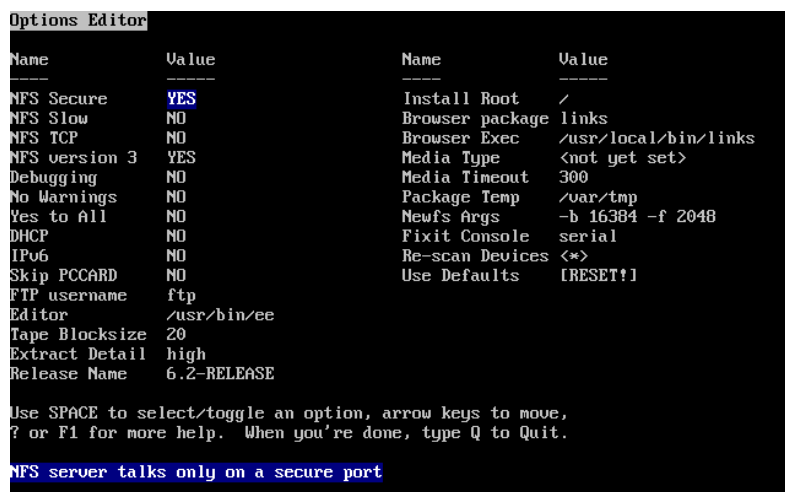 Options Editor
Name Value Name Value
---- ----- ---- -----
NFS Secure YES Install Root /
NFS Slow NO Browser package links
NFS TCP NO Browser Exec /usr/local/bin/links
NFS version 3 YES Media Type <not yet set>
Debugging NO Media Timeout 300
No Warnings NO Package Temp /var/tmp
Yes to All NO Newfs Args -b 16384 -f 2048
DHCP NO Fixit Console serial
IPv6 NO Re-scan Devices <*>
Skip PCCARD NO Use Defaults [RESET!]
FTP username ftp
Editor /usr/bin/ee
Tape Blocksize 20
Extract Detail high
Release Name 6.2-RELEASE
Use SPACE to select/toggle an option, arrow keys to move,
? or F1 for more help. When you're done, type Q to Quit.
NFS server talks only on a secure port